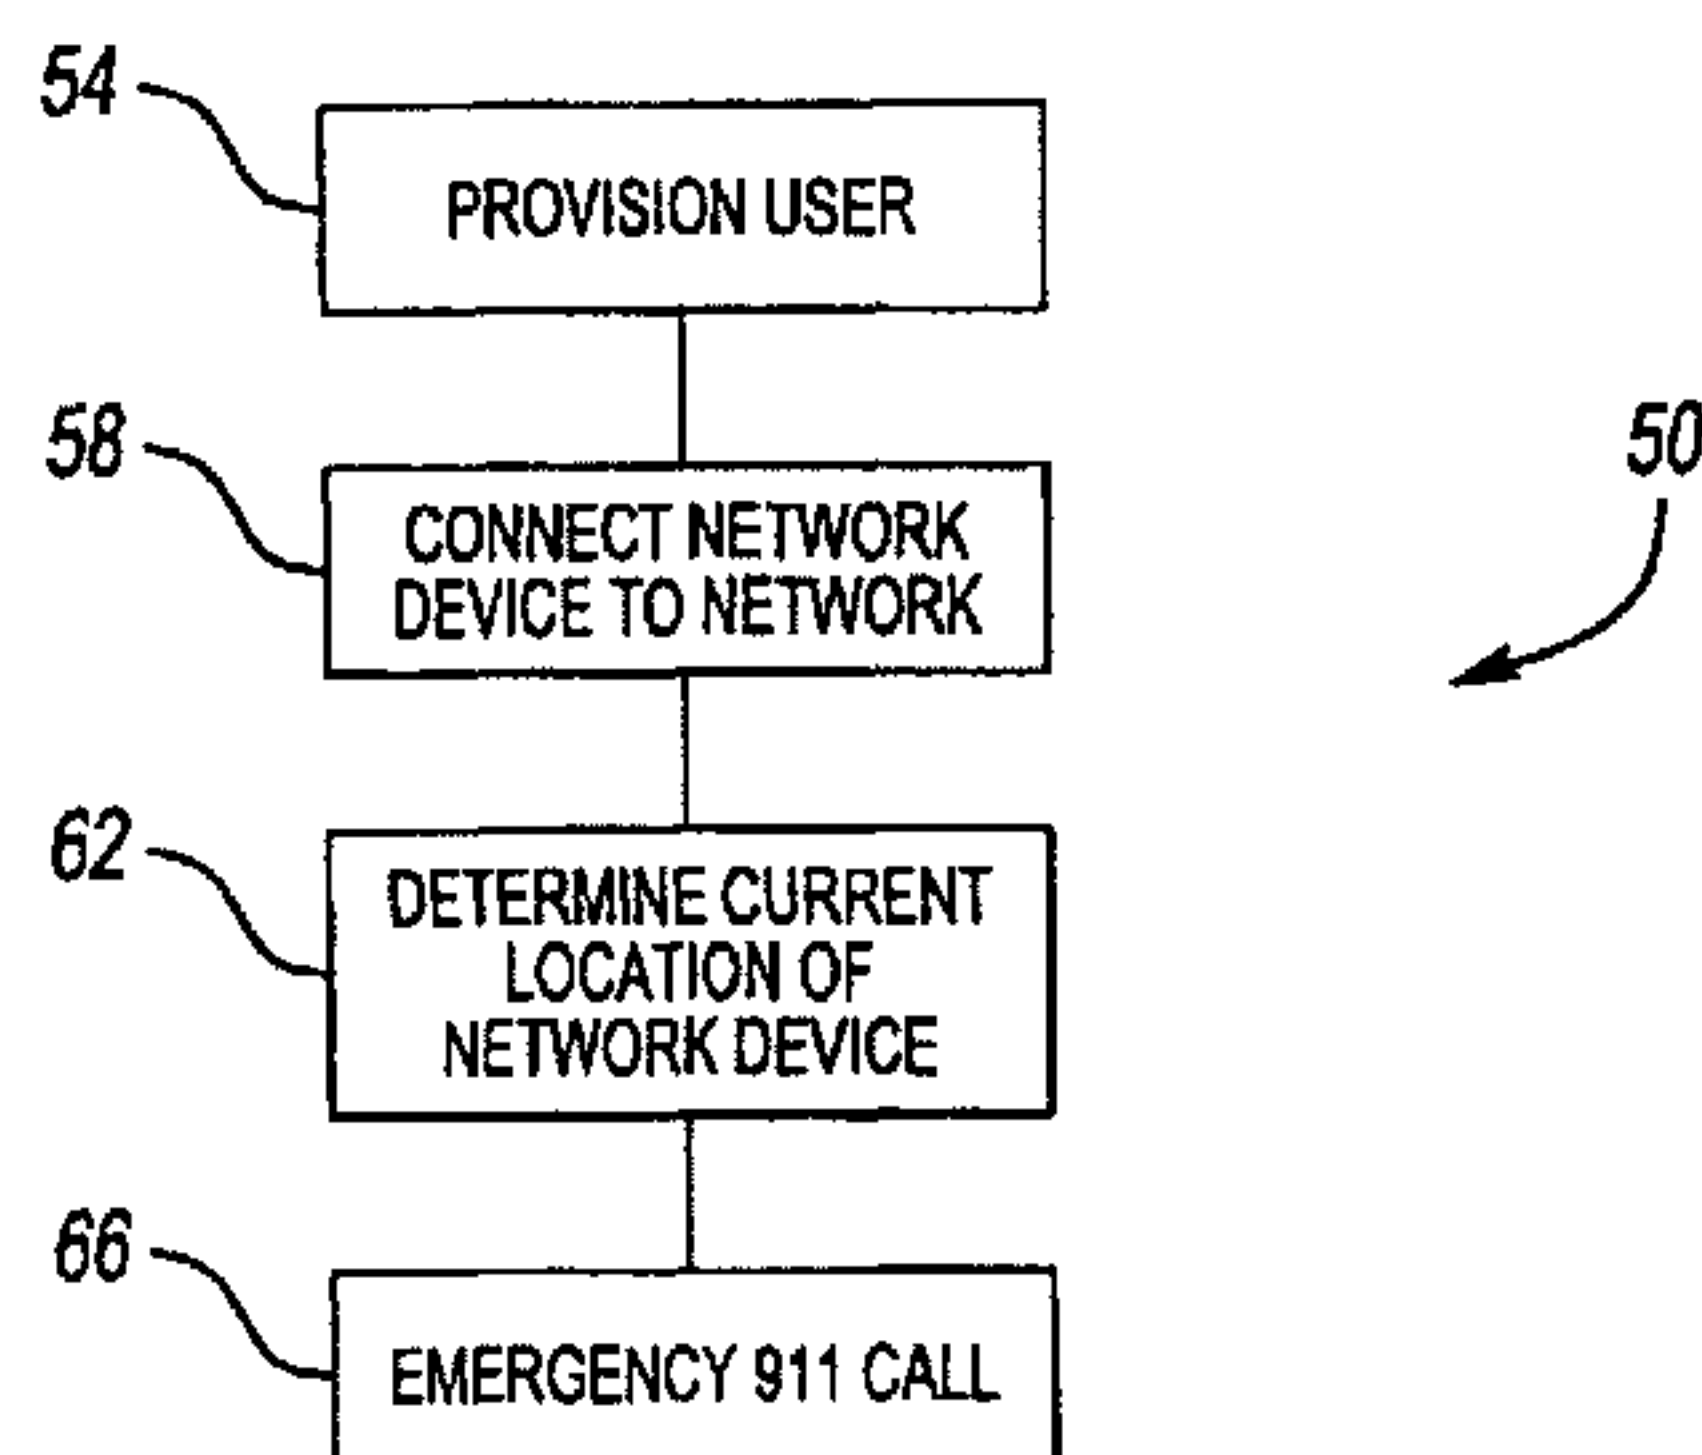 54
PROVISION USER
58
CONNECT NETWORK
DEVICE TO NETWORK
50
62
DETERMINE CURRENT
LOCATION OF
NETWORK DEVICE
66
EMERGENCY 911 CALL